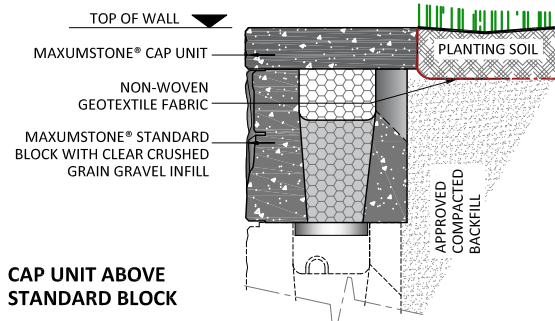 TOP OF WALL
MAXUMSTONE® CAP UNIT
NON-WOVEN
GEOTEXTILE FABRIC
MAXUMSTONE® STANDARD
BLOCK WITH CLEAR CRUSHED
GRAIN GRAVEL INFILL
PLANTING SOIL
APPROVED
COMPACTED
BACKFILL
CAP UNIT ABOVE
STANDARD BLOCK